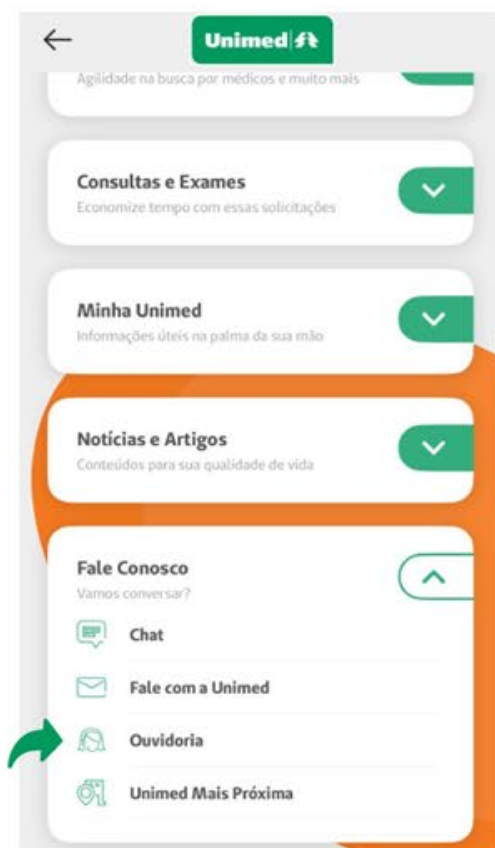 Unimed
Agilidade na busca por médicos e muito mais
Consultas e Exames
Economize tempo com essas solicitações
Minha Unimed
Informações úteis na palma da sua mão
Notícias e Artigos
Conteúdos para sua qualidade de vida
Fale Conosco
Vamos conversar?
Chat
Fale com a Unimed
Ouvidoria
Unimed Mais Próxima